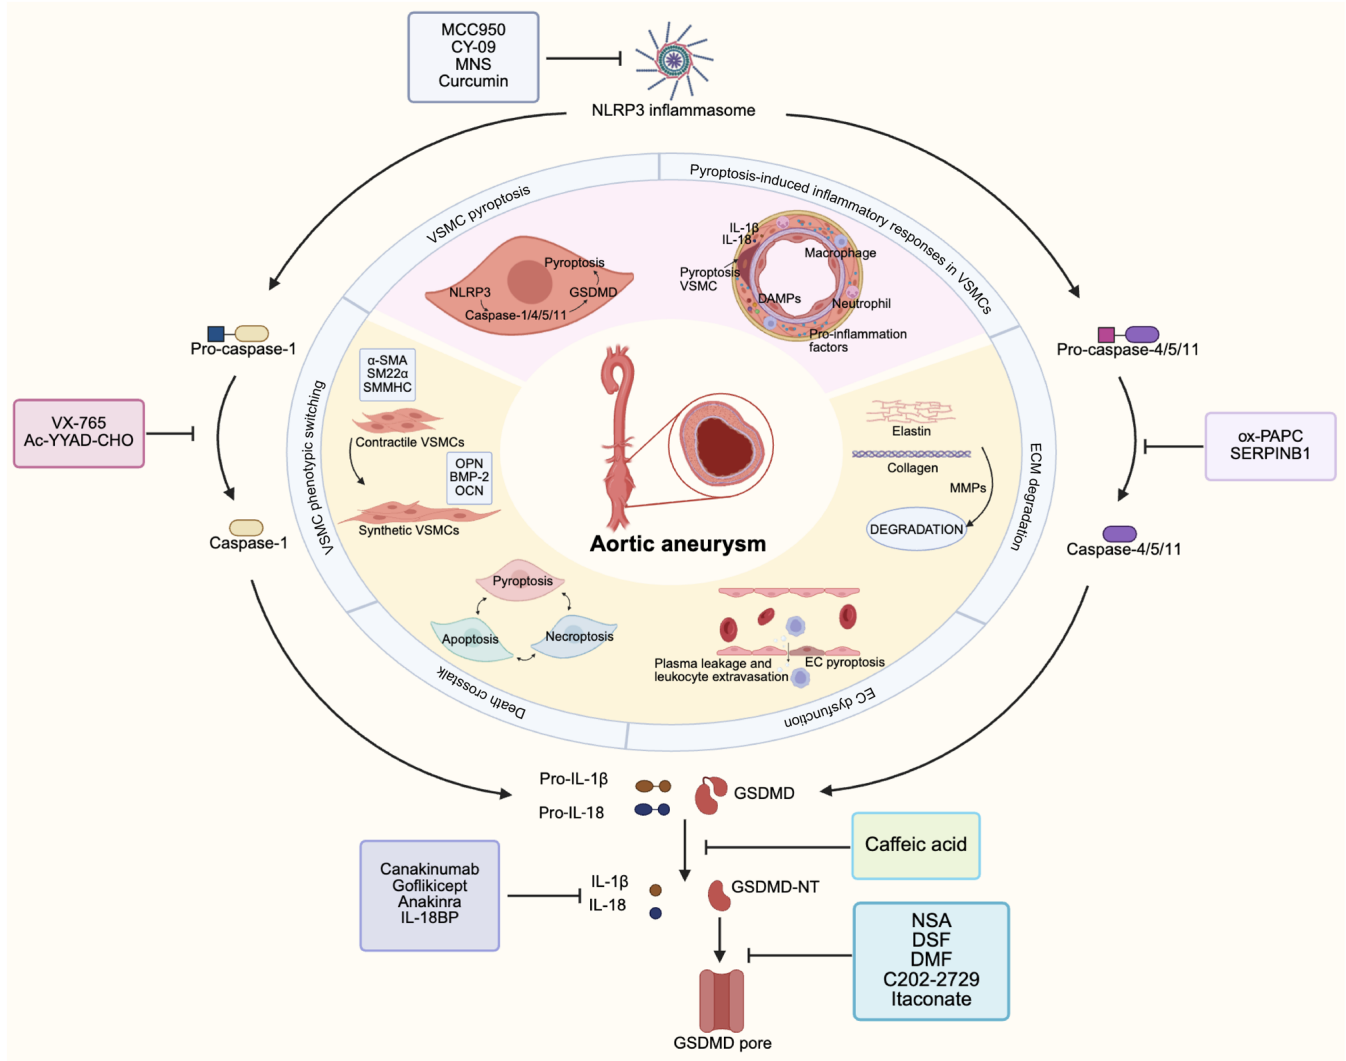 MCC950
CY-09
MNS
Curcumin
NLRP3 inflammasome
VSMC pyroptosis
Pyroptosis-induced inflammatory responses in VSMCs
Pyroptosis
NLRP3
GSDMD
Caspase-1/4/5/11
IL-1β
IL-18
Macrophage
Pyroptosis
VSMC
DAMPs
Neutrophil
Pro-inflammation
factors
Pro-caspase-1
Pro-caspase-4/5/11
VX-765
Ac-YYAD-CHO
ox-PAPC
SERPINB1
VSMC phenotypic switching
α-SMA
SM22α
SMMHC
Contractile VSMCs
OPN
BMP-2
OCN
Synthetic VSMCs
Aortic aneurysm
Elastin
Collagen
MMPs
DEGRADATION
ECM degradation
Caspase-1
Caspase-4/5/11
Pyroptosis
Apoptosis
Necroptosis
Death crosstalk
Plasma leakage and
leukocyte extravasation
EC pyroptosis
EC dysfunction
Pro-IL-1β
Pro-IL-18
GSDMD
Caffeic acid
Canakinumab
Goflikicept
Anakinra
IL-18BP
IL-1β
IL-18
GSDMD-NT
NSA
DSF
DMF
C202-2729
Itaconate
GSDMD pore